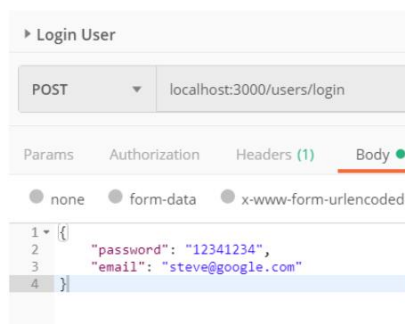 Login User
POST localhost:3000/users/login
Params Authorization Headers (1) Body
none form-data x-www-form-urlencoded
1 {
2 "password": "12341234",
3 "email": "steve@google.com"
4 }